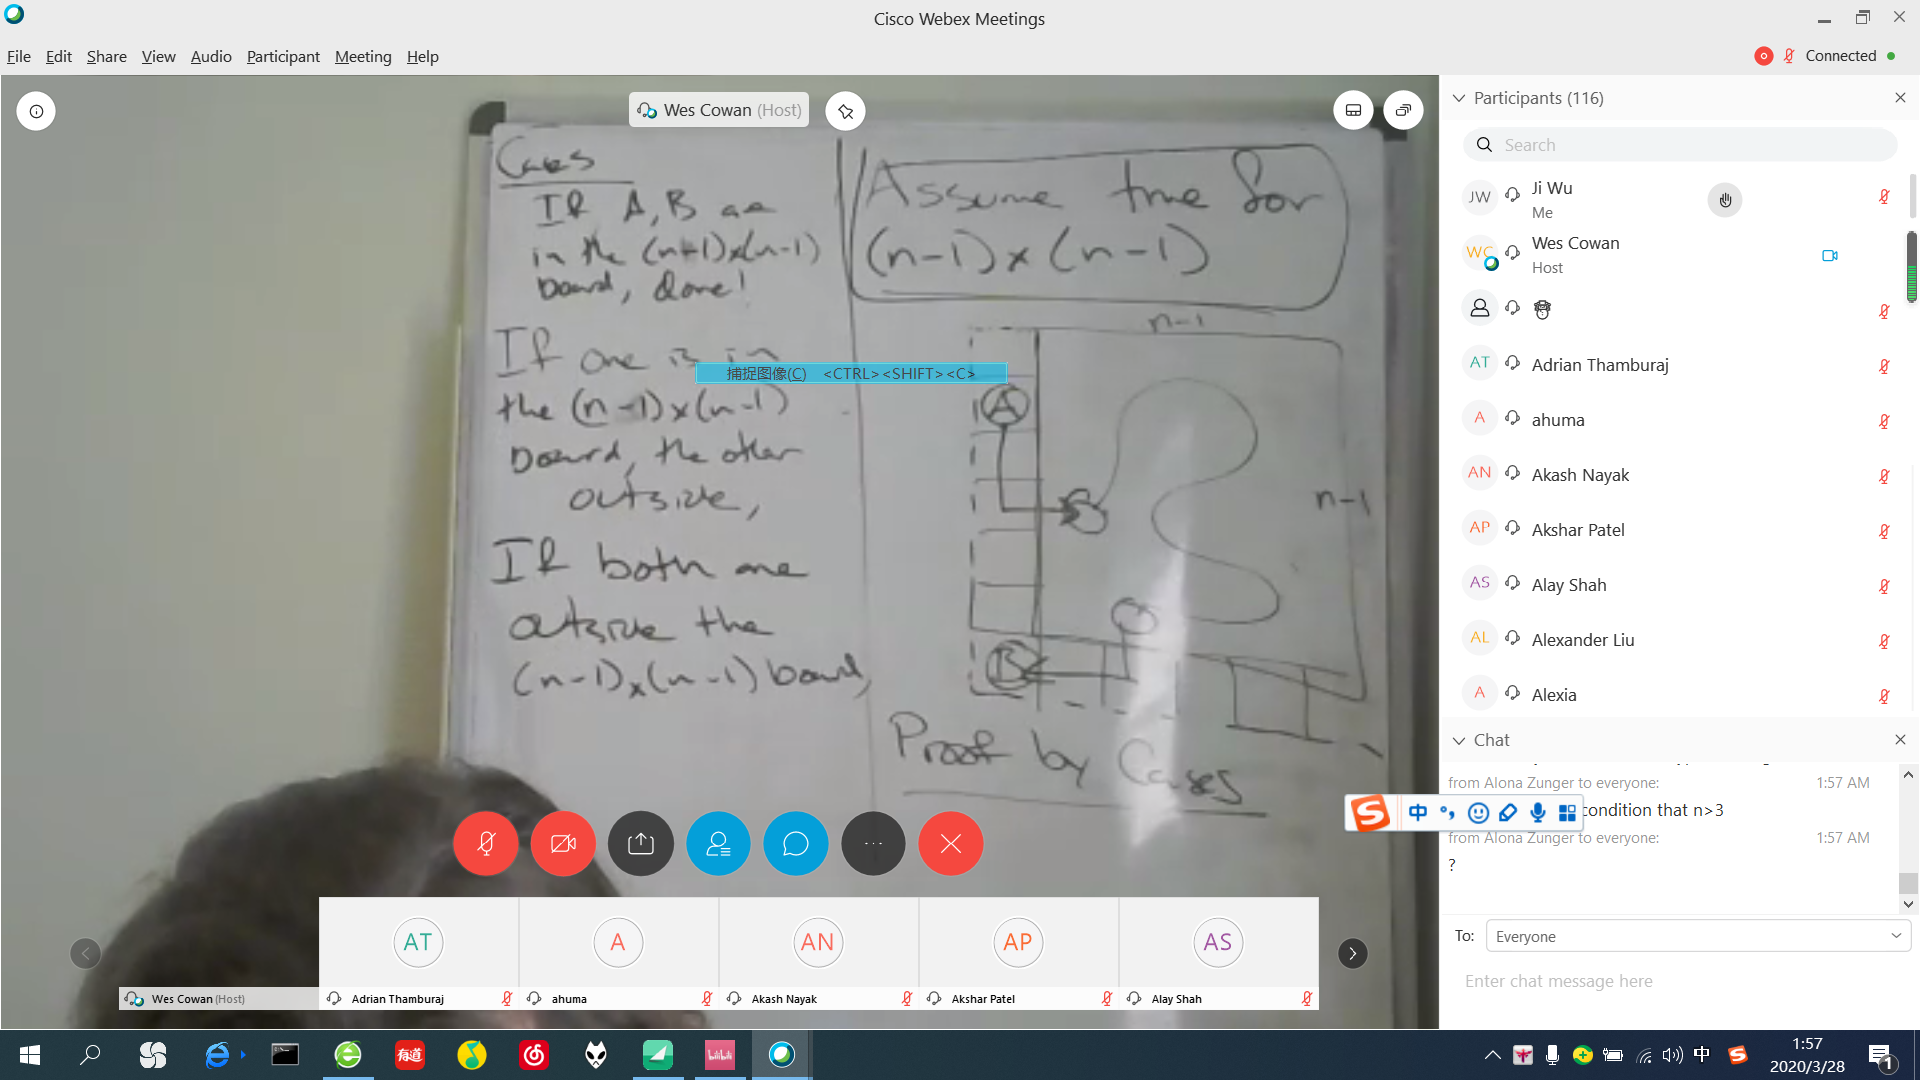 Cisco Webex Meetings
File Edit Share View Audio Participant Meeting Help
Connected
Wes Cowan (Host)
Cases
If A, B are
in the (n+1)x(n-1)
board, done!
If one is in
the (n-1)x(n-1)
board, the other
outside,
If both are
outside the
(n-1)x(n-1) board,
Assume true for
(n-1)x(n-1)
n-1
A
n-1
B
Proof by Cases
捕捉图像(C) <CTRL><SHIFT><C>
Wes Cowan (Host)
AT
Adrian Thamburaj
A
ahuma
AN
Akash Nayak
AP
Akshar Patel
AS
Alay Shah
Participants (116)
Search
JW
Ji Wu
Me
WC
Wes Cowan
Host
AT
Adrian Thamburaj
A
ahuma
AN
Akash Nayak
AP
Akshar Patel
AS
Alay Shah
AL
Alexander Liu
A
Alexia
Chat
from Alona Zunger to everyone: 1:57 AM
condition that n>3
from Alona Zunger to everyone: 1:57 AM
?
S 中
To: Everyone
Enter chat message here
有道
中
S
1:57
2020/3/28
1